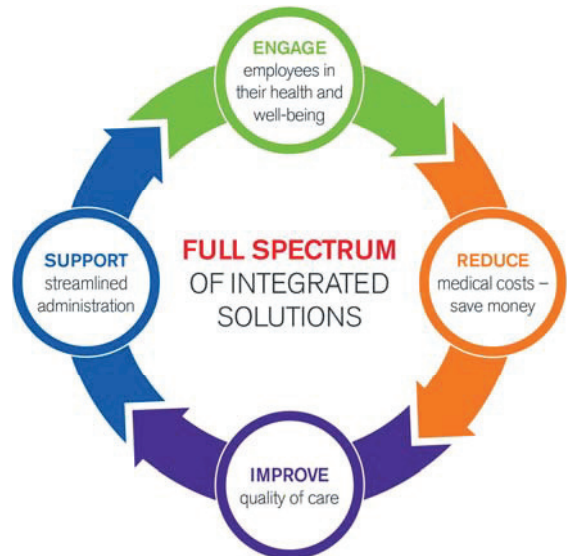 ENGAGE
employees in
their health and
well-being
REDUCE
medical costs –
save money
IMPROVE
quality of care
SUPPORT
streamlined
administration
FULL SPECTRUM
OF INTEGRATED
SOLUTIONS